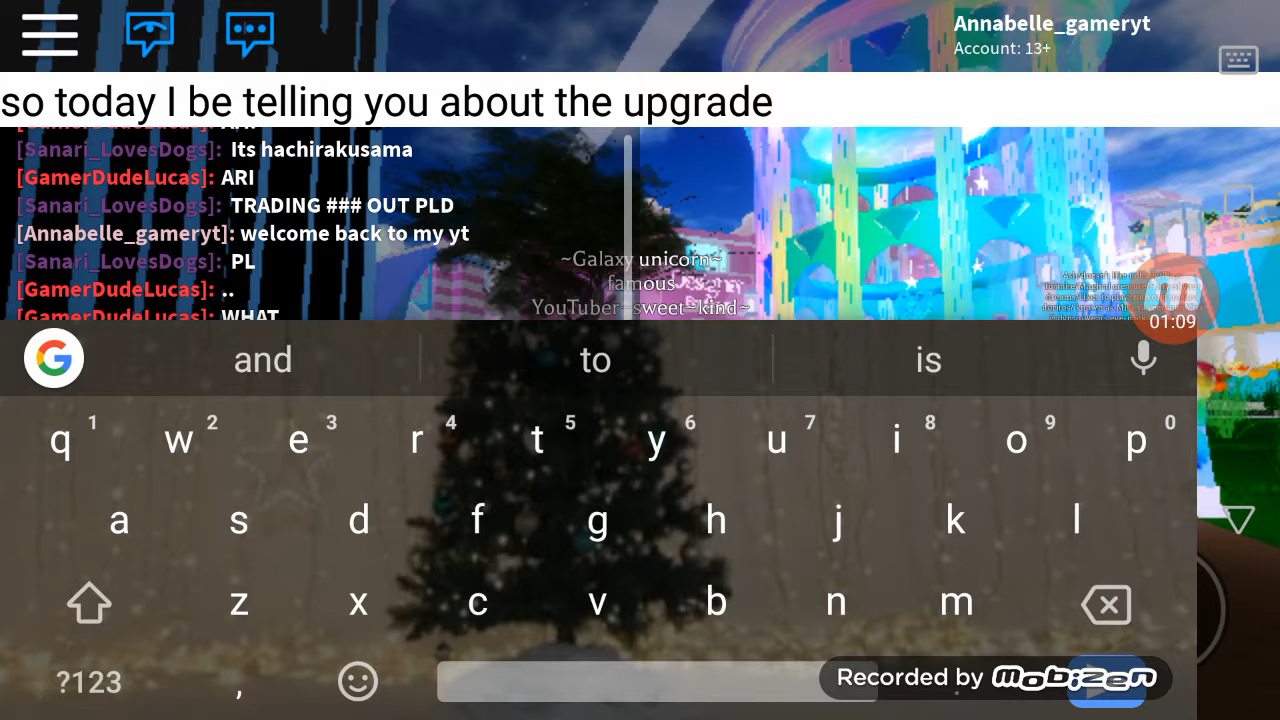 Annabelle_gameryt
Account: 13+
so today I be telling you about the upgrade
[Sanari_LovesDogs]: Its hachirakusama
[GamerDudeLucas]: ARI
[Sanari_LovesDogs]: TRADING ### OUT PLD
[Annabelle_gameryt]: welcome back to my yt
[Sanari_LovesDogs]: PL
[GamerDudeLucas]: ..
[GamerDudeLucas]: WHAT
~Galaxy unicorn~
famous
YouTuber~sweet~kind~
01:09
G and to is
q 1 w 2 e 3 r 4 t 5 y 6 u 7 i 8 o 9 p 0
a s d f g h j k l
z x c v b n m
?123 , .
Recorded by mobizen